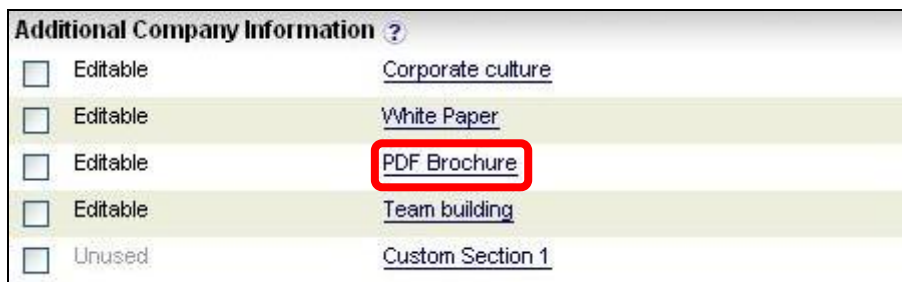 Additional Company Information ?
Editable Corporate culture
Editable White Paper
Editable PDF Brochure
Editable Team building
Unused Custom Section 1